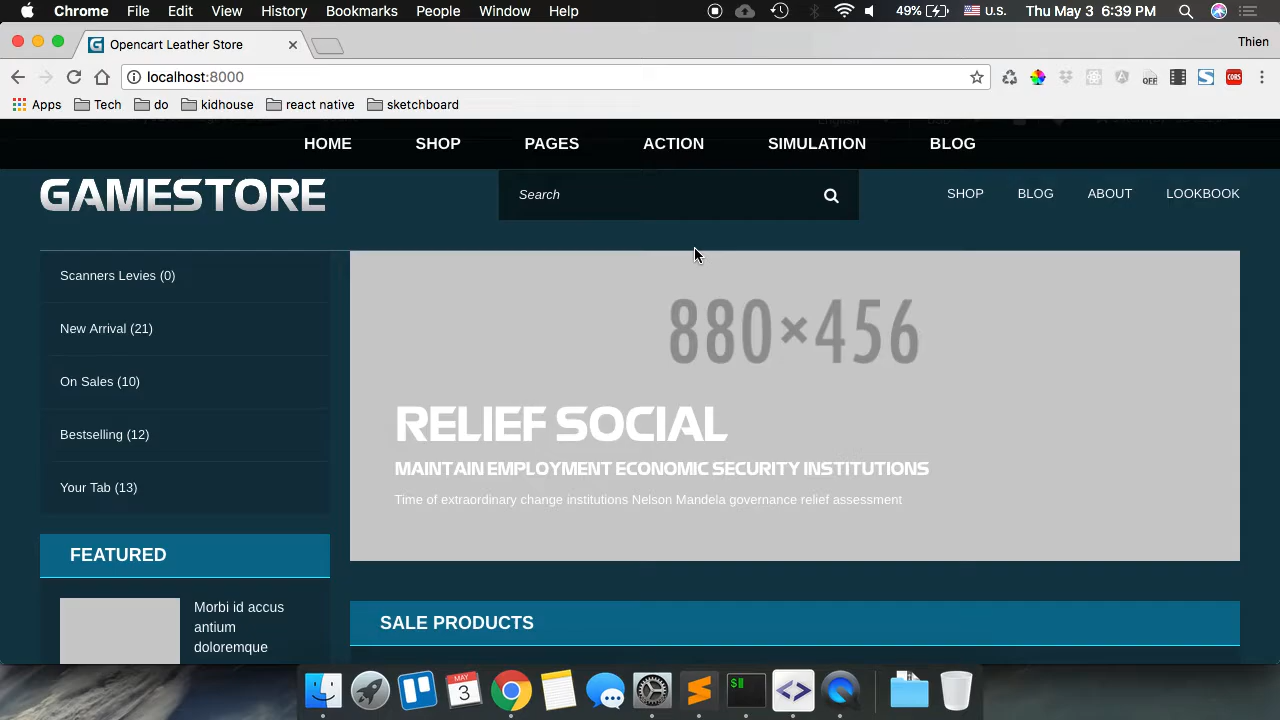 Chrome File Edit View History Bookmarks People Window Help 49% U.S. Thu May 3 6:39 PM
Opencart Leather Store Thien
localhost:8000 OFF CORS
Apps Tech do kidhouse react native sketchboard
HOME SHOP PAGES ACTION SIMULATION BLOG
GAMESTORE Search SHOP BLOG ABOUT LOOKBOOK
Scanners Levies (0)
New Arrival (21)
880×456
On Sales (10)
RELIEF SOCIAL
Bestselling (12)
MAINTAIN EMPLOYMENT ECONOMIC SECURITY INSTITUTIONS
Your Tab (13)
Time of extraordinary change institutions Nelson Mandela governance relief assessment
FEATURED
Morbi id accus
antium
doloremque
SALE PRODUCTS
MAY
3